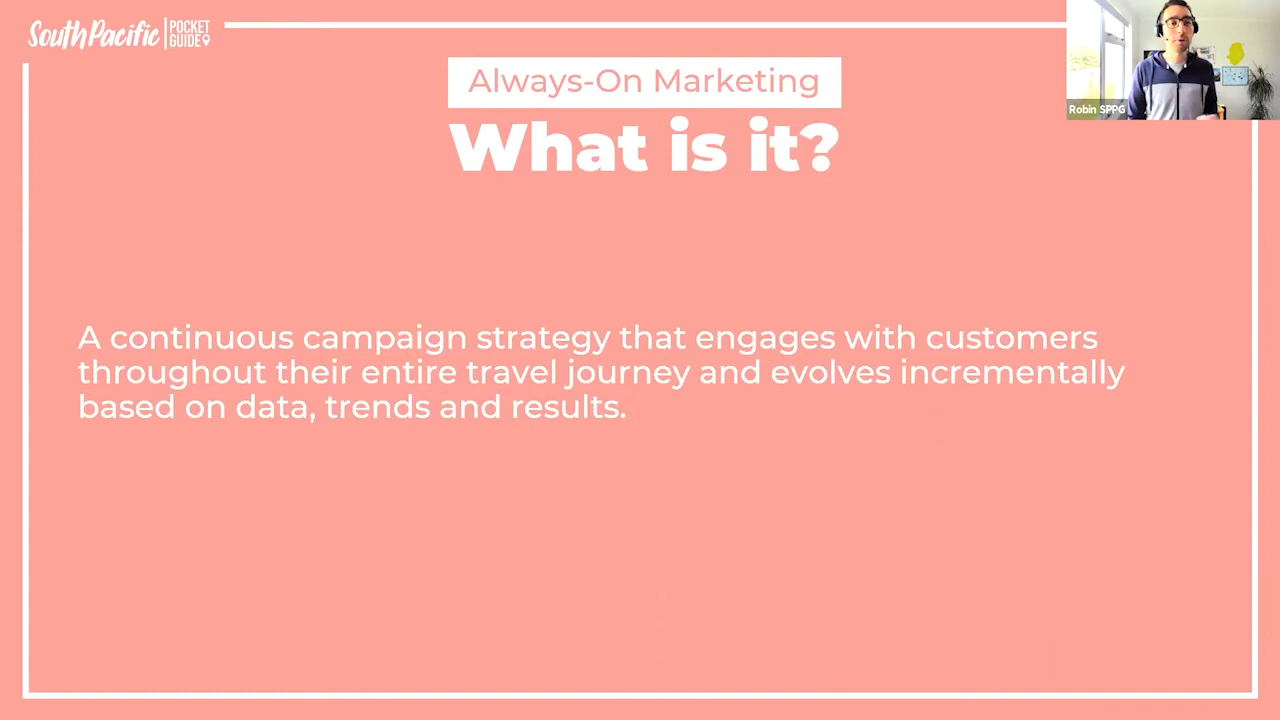 South Pacific POCKET GUIDE
Always-On Marketing
What is it?
Robin SPPG
A continuous campaign strategy that engages with customers
throughout their entire travel journey and evolves incrementally
based on data, trends and results.